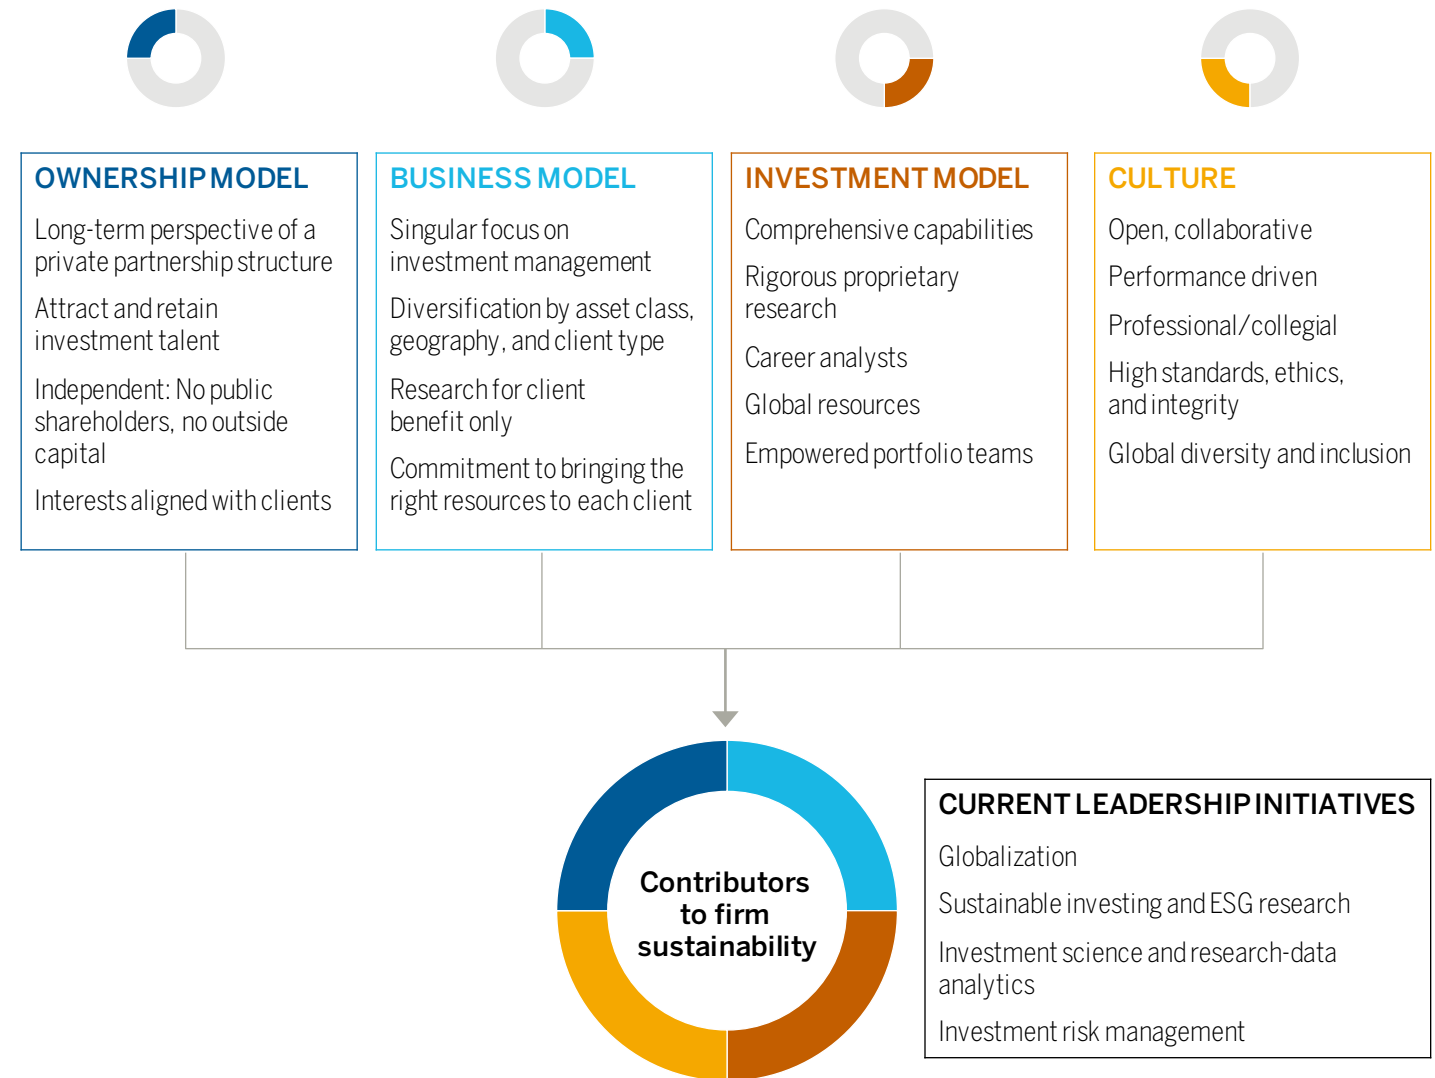 OWNERSHIP MODEL
Long-term perspective of a
private partnership structure
Attract and retain
investment talent
Independent: No public
shareholders, no outside
capital
Interests aligned with clients
BUSINESS MODEL
Singular focus on
investment management
Diversification by asset class,
geography, and client type
Research for client
benefit only
Commitment to bringing the
right resources to each client
INVESTMENT MODEL
Comprehensive capabilities
Rigorous proprietary
research
Career analysts
Global resources
Empowered portfolio teams
CULTURE
Open, collaborative
Performance driven
Professional/collegial
High standards, ethics,
and integrity
Global diversity and inclusion
Contributors
to firm
sustainability
CURRENT LEADERSHIP INITIATIVES
Globalization
Sustainable investing and ESG research
Investment science and research-data
analytics
Investment risk management